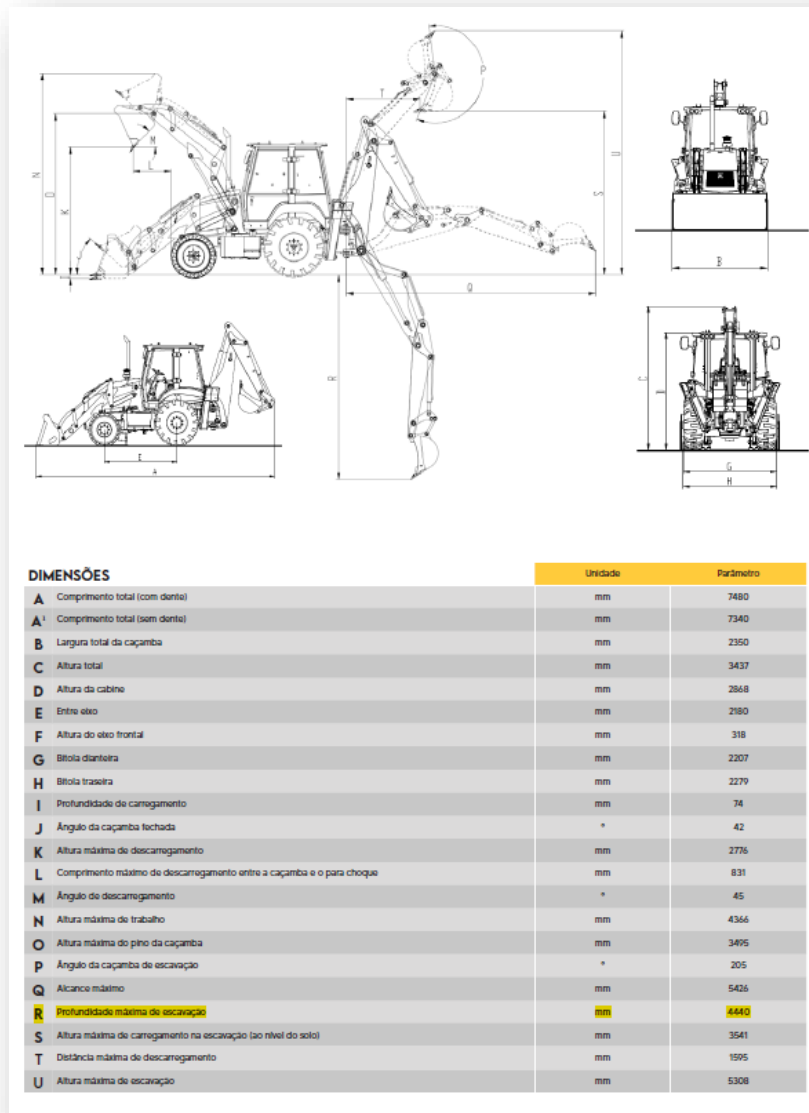 P
T
M
L
N
O
K
J
I
U
S
Q
R
B
E
A
C
D
G
H
DIMENSÕES Unidade Parâmetro
A Comprimento total (com dente) mm 7480
A¹ Comprimento total (sem dente) mm 7340
B Largura total da caçamba mm 2350
C Altura total mm 3437
D Altura da cabine mm 2868
E Entre eixo mm 2180
F Altura do eixo frontal mm 318
G Bitola dianteira mm 2207
H Bitola traseira mm 2279
I Profundidade de carregamento mm 74
J Ângulo da caçamba fechada ° 42
K Altura máxima de descarregamento mm 2776
L Comprimento máximo de descarregamento entre a caçamba e o para choque mm 831
M Ângulo de descarregamento ° 45
N Altura máxima de trabalho mm 4366
O Altura máxima do pino da caçamba mm 3495
P Ângulo da caçamba de escavação ° 205
Q Alcance máximo mm 5426
R Profundidade máxima de escavação mm 4440
S Altura máxima de carregamento na escavação (ao nível do solo) mm 3541
T Distância máxima de descarregamento mm 1595
U Altura máxima de escavação mm 5308